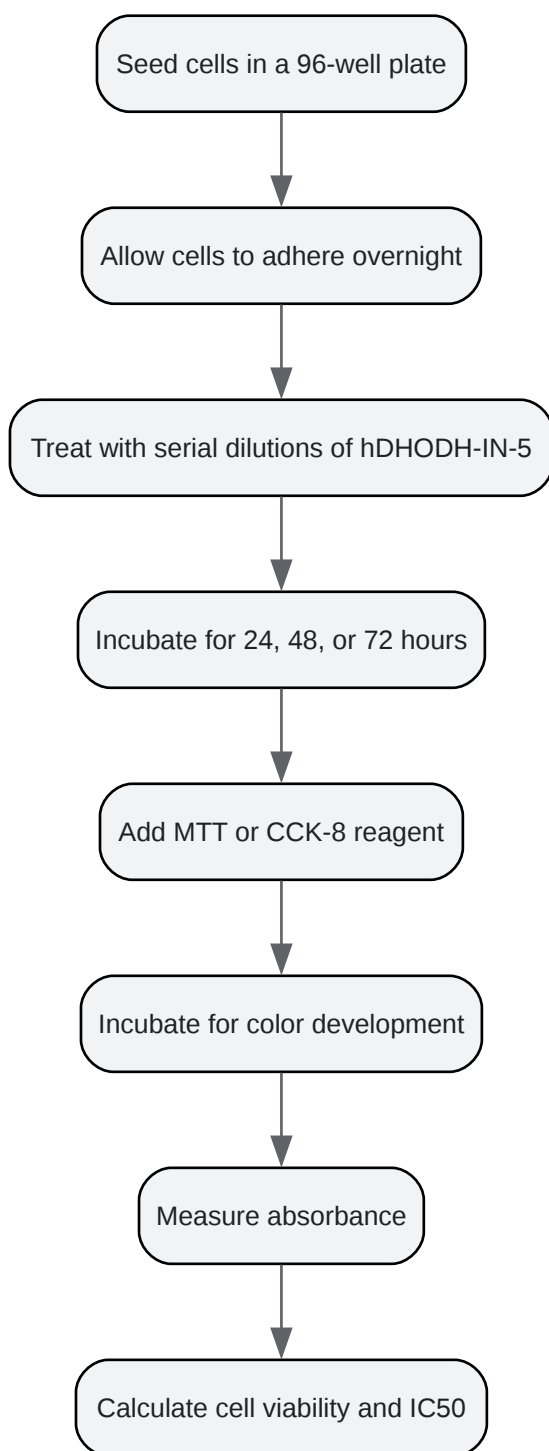 Seed cells in a 96-well plate
Allow cells to adhere overnight
Treat with serial dilutions of hDHODH-IN-5
Incubate for 24, 48, or 72 hours
Add MTT or CCK-8 reagent
Incubate for color development
Measure absorbance
Calculate cell viability and IC50